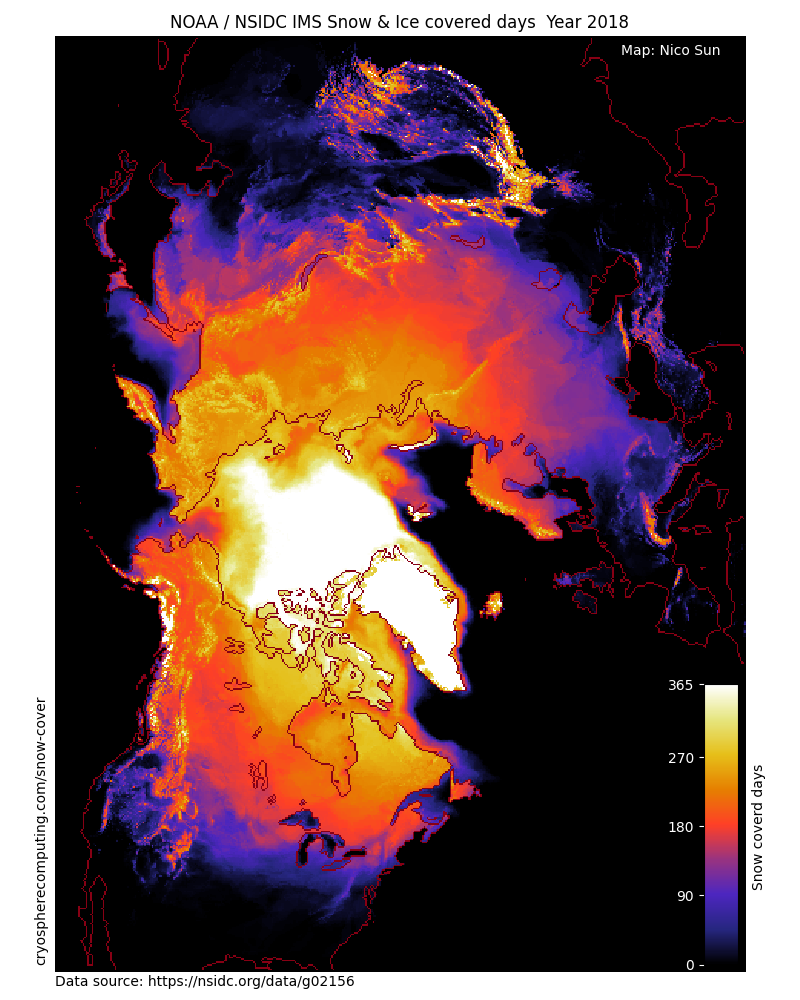 NOAA / NSIDC IMS Snow & Ice covered days  Year 2018
Map: Nico Sun
365
270
180
90
0
Snow coverd days
cryospherecomputing.com/snow-cover
Data source: https://nsidc.org/data/g02156